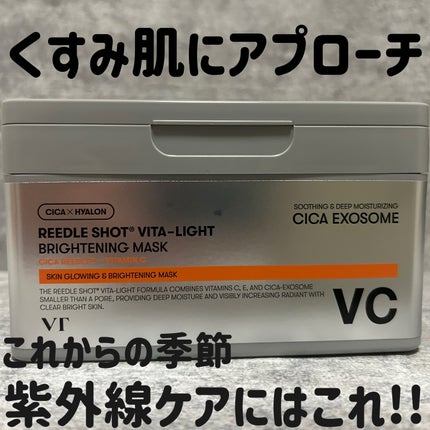 くすみ肌にアプローチ
CICA × HYALON
REEDLE SHOT® VITA-LIGHT
BRIGHTENING MASK
CICA REEDLE + VITAMIN C
SKIN GLOWING & BRIGHTENING MASK
SOOTHING & DEEP MOISTURIZING
CICA EXOSOME
THE REEDLE SHOT® VITA-LIGHT FORMULA COMBINES VITAMINS C, E, AND CICA-EXOSOME
SMALLER THAN A PORE, PROVIDING DEEP MOISTURE AND VISIBLY INCREASING RADIANT WITH
CLEAR BRIGHT SKIN.
VC
VT
これからの季節
紫外線ケアにはこれ!!